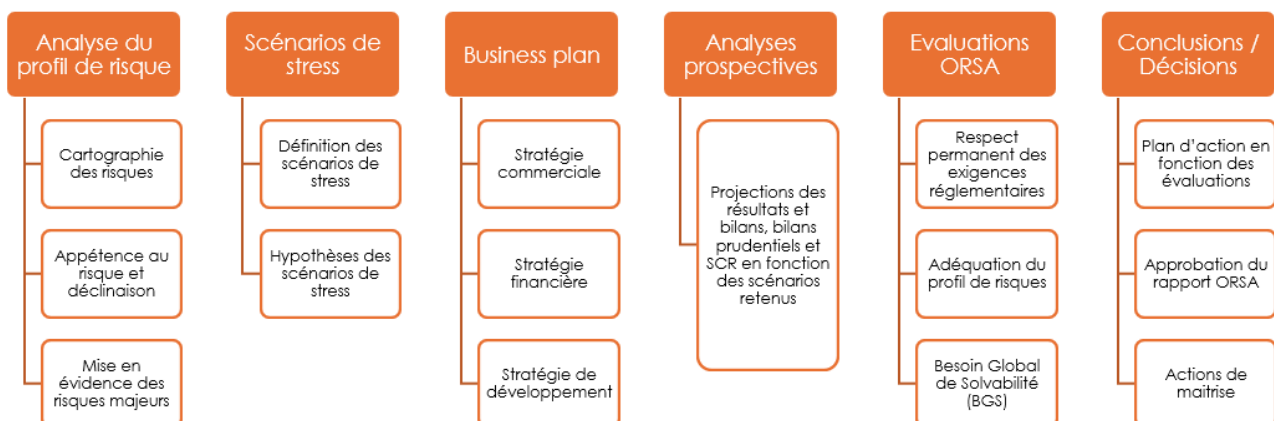 Analyse du
profil de risque
Cartographie
des risques
Appétence au
risque et
déclinaison
Mise en
évidence des
risques majeurs
Scénarios de
stress
Définition des
scénarios de
stress
Hypothèses des
scénarios de
stress
Business plan
Stratégie
commerciale
Stratégie
financière
Stratégie de
développement
Analyses
prospectives
Projections des
résultats et
bilans, bilans
prudentiels et
SCR en fonction
des scénarios
retenus
Evaluations
ORSA
Respect
permanent des
exigences
réglementaires
Adéquation du
profil de risques
Besoin Global
de Solvabilité
(BGS)
Conclusions /
Décisions
Plan d’action en
fonction des
évaluations
Approbation du
rapport ORSA
Actions de
maitrise